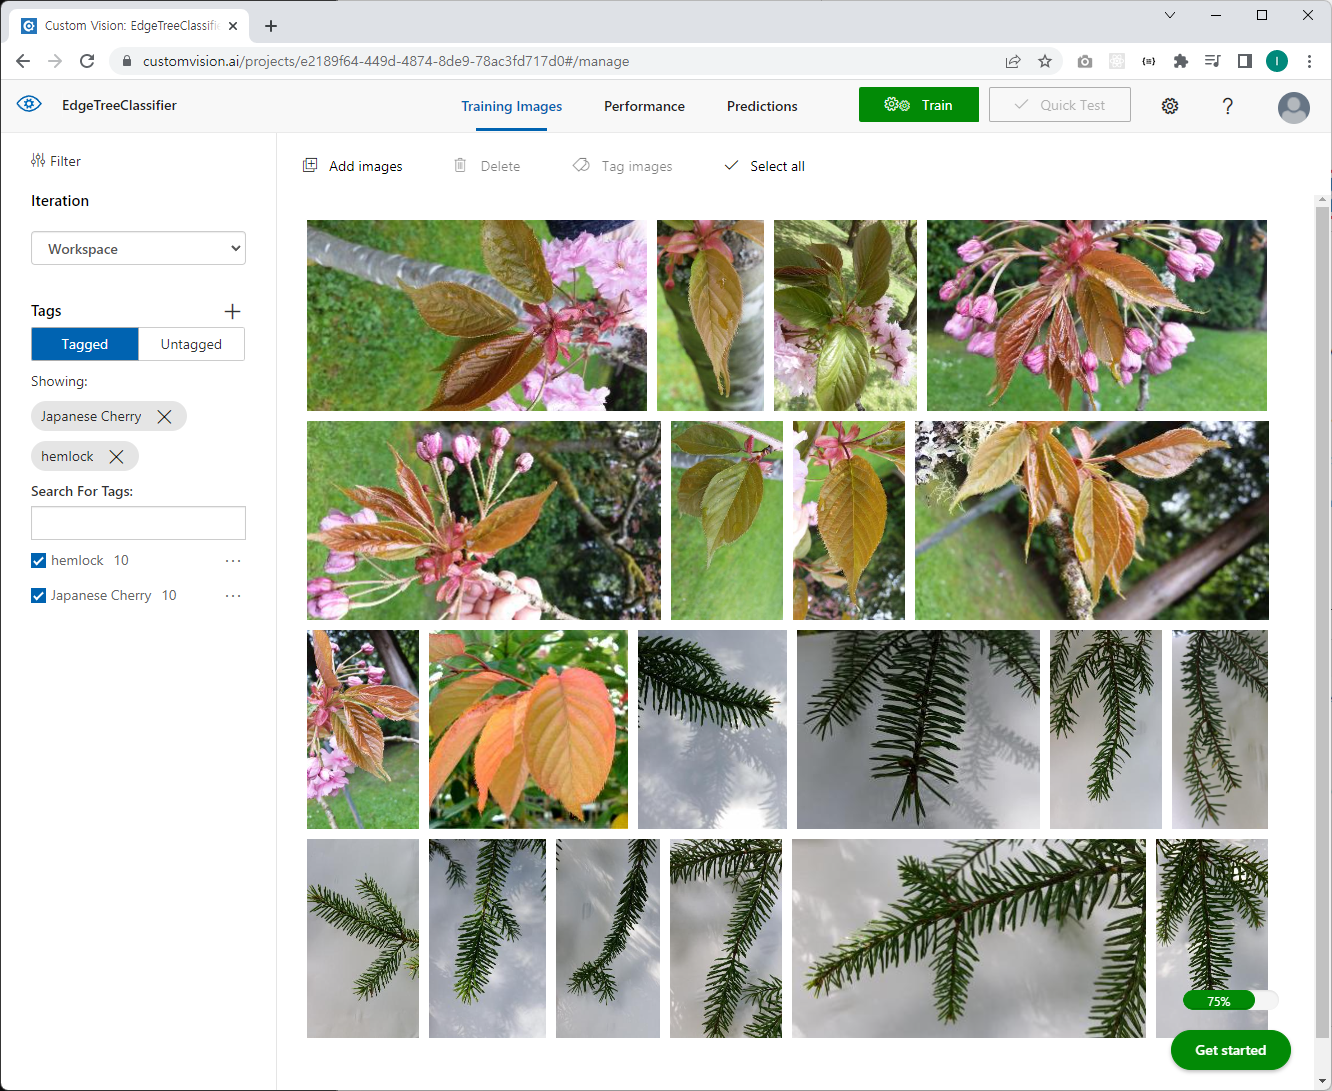 Custom Vision: EdgeTreeClassifi
customvision.ai/projects/e2189f64-449d-4874-8de9-78ac3fd717d0#/manage
I
EdgeTreeClassifier
Training Images
Performance
Predictions
Train
Quick Test
?
Filter
Add images
Delete
Tag images
Select all
Iteration
Workspace
Tags
Tagged
Untagged
Showing:
Japanese Cherry
hemlock
Search For Tags:
hemlock 10
Japanese Cherry 10
75%
Get started